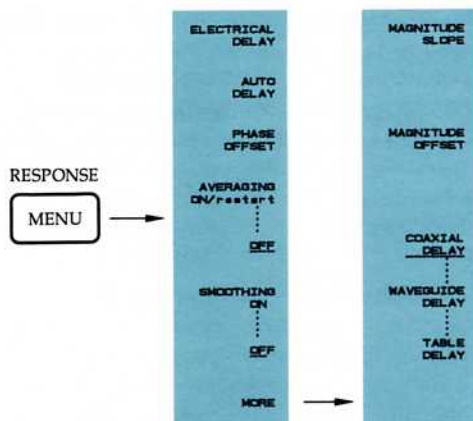 RESPONSE
MENU
ELECTRICAL
DELAY
AUTO
DELAY
PHASE
OFFSET
AVERAGING
ON/restart
OFF
SMOOTHING
ON
OFF
MORE
MAGNITUDE
SLOPE
MAGNITUDE
OFFSET
COAXIAL
DELAY
WAVEGUIDE
DELAY
TABLE
DELAY